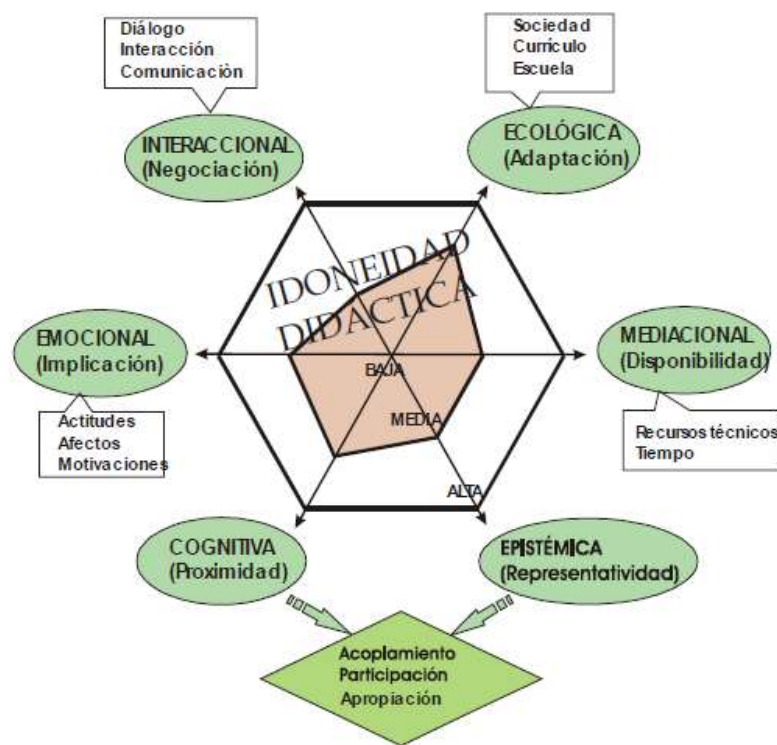 Diálogo
Interacción
Comunicaciòn
Sociedad
Currículo
Escuela
INTERACCIONAL
(Negociación)
ECOLÓGICA
(Adaptación)
IDONEIDAD
DIDACTICA
EMOCIONAL
(Implicación)
MEDIACIONAL
(Disponibilidad)
BAJA
MEDIA
ALTA
Actitudes
Afectos
Motivaciones
Recursos técnicos
Tiempo
COGNITIVA
(Proximidad)
EPISTÉMICA
(Representatividad)
Acoplamiento
Participación
Apropiación